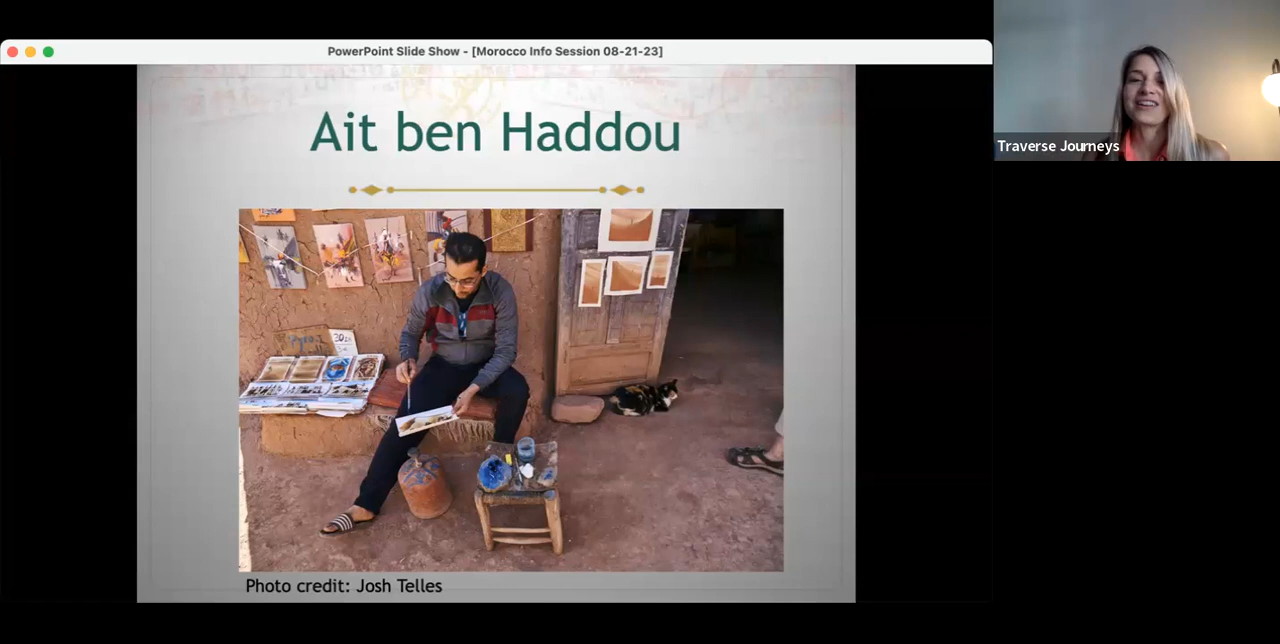 PowerPoint Slide Show - [Morocco Info Session 08-21-23]
Traverse Journeys
Ait ben Haddou
Photo credit: Josh Telles